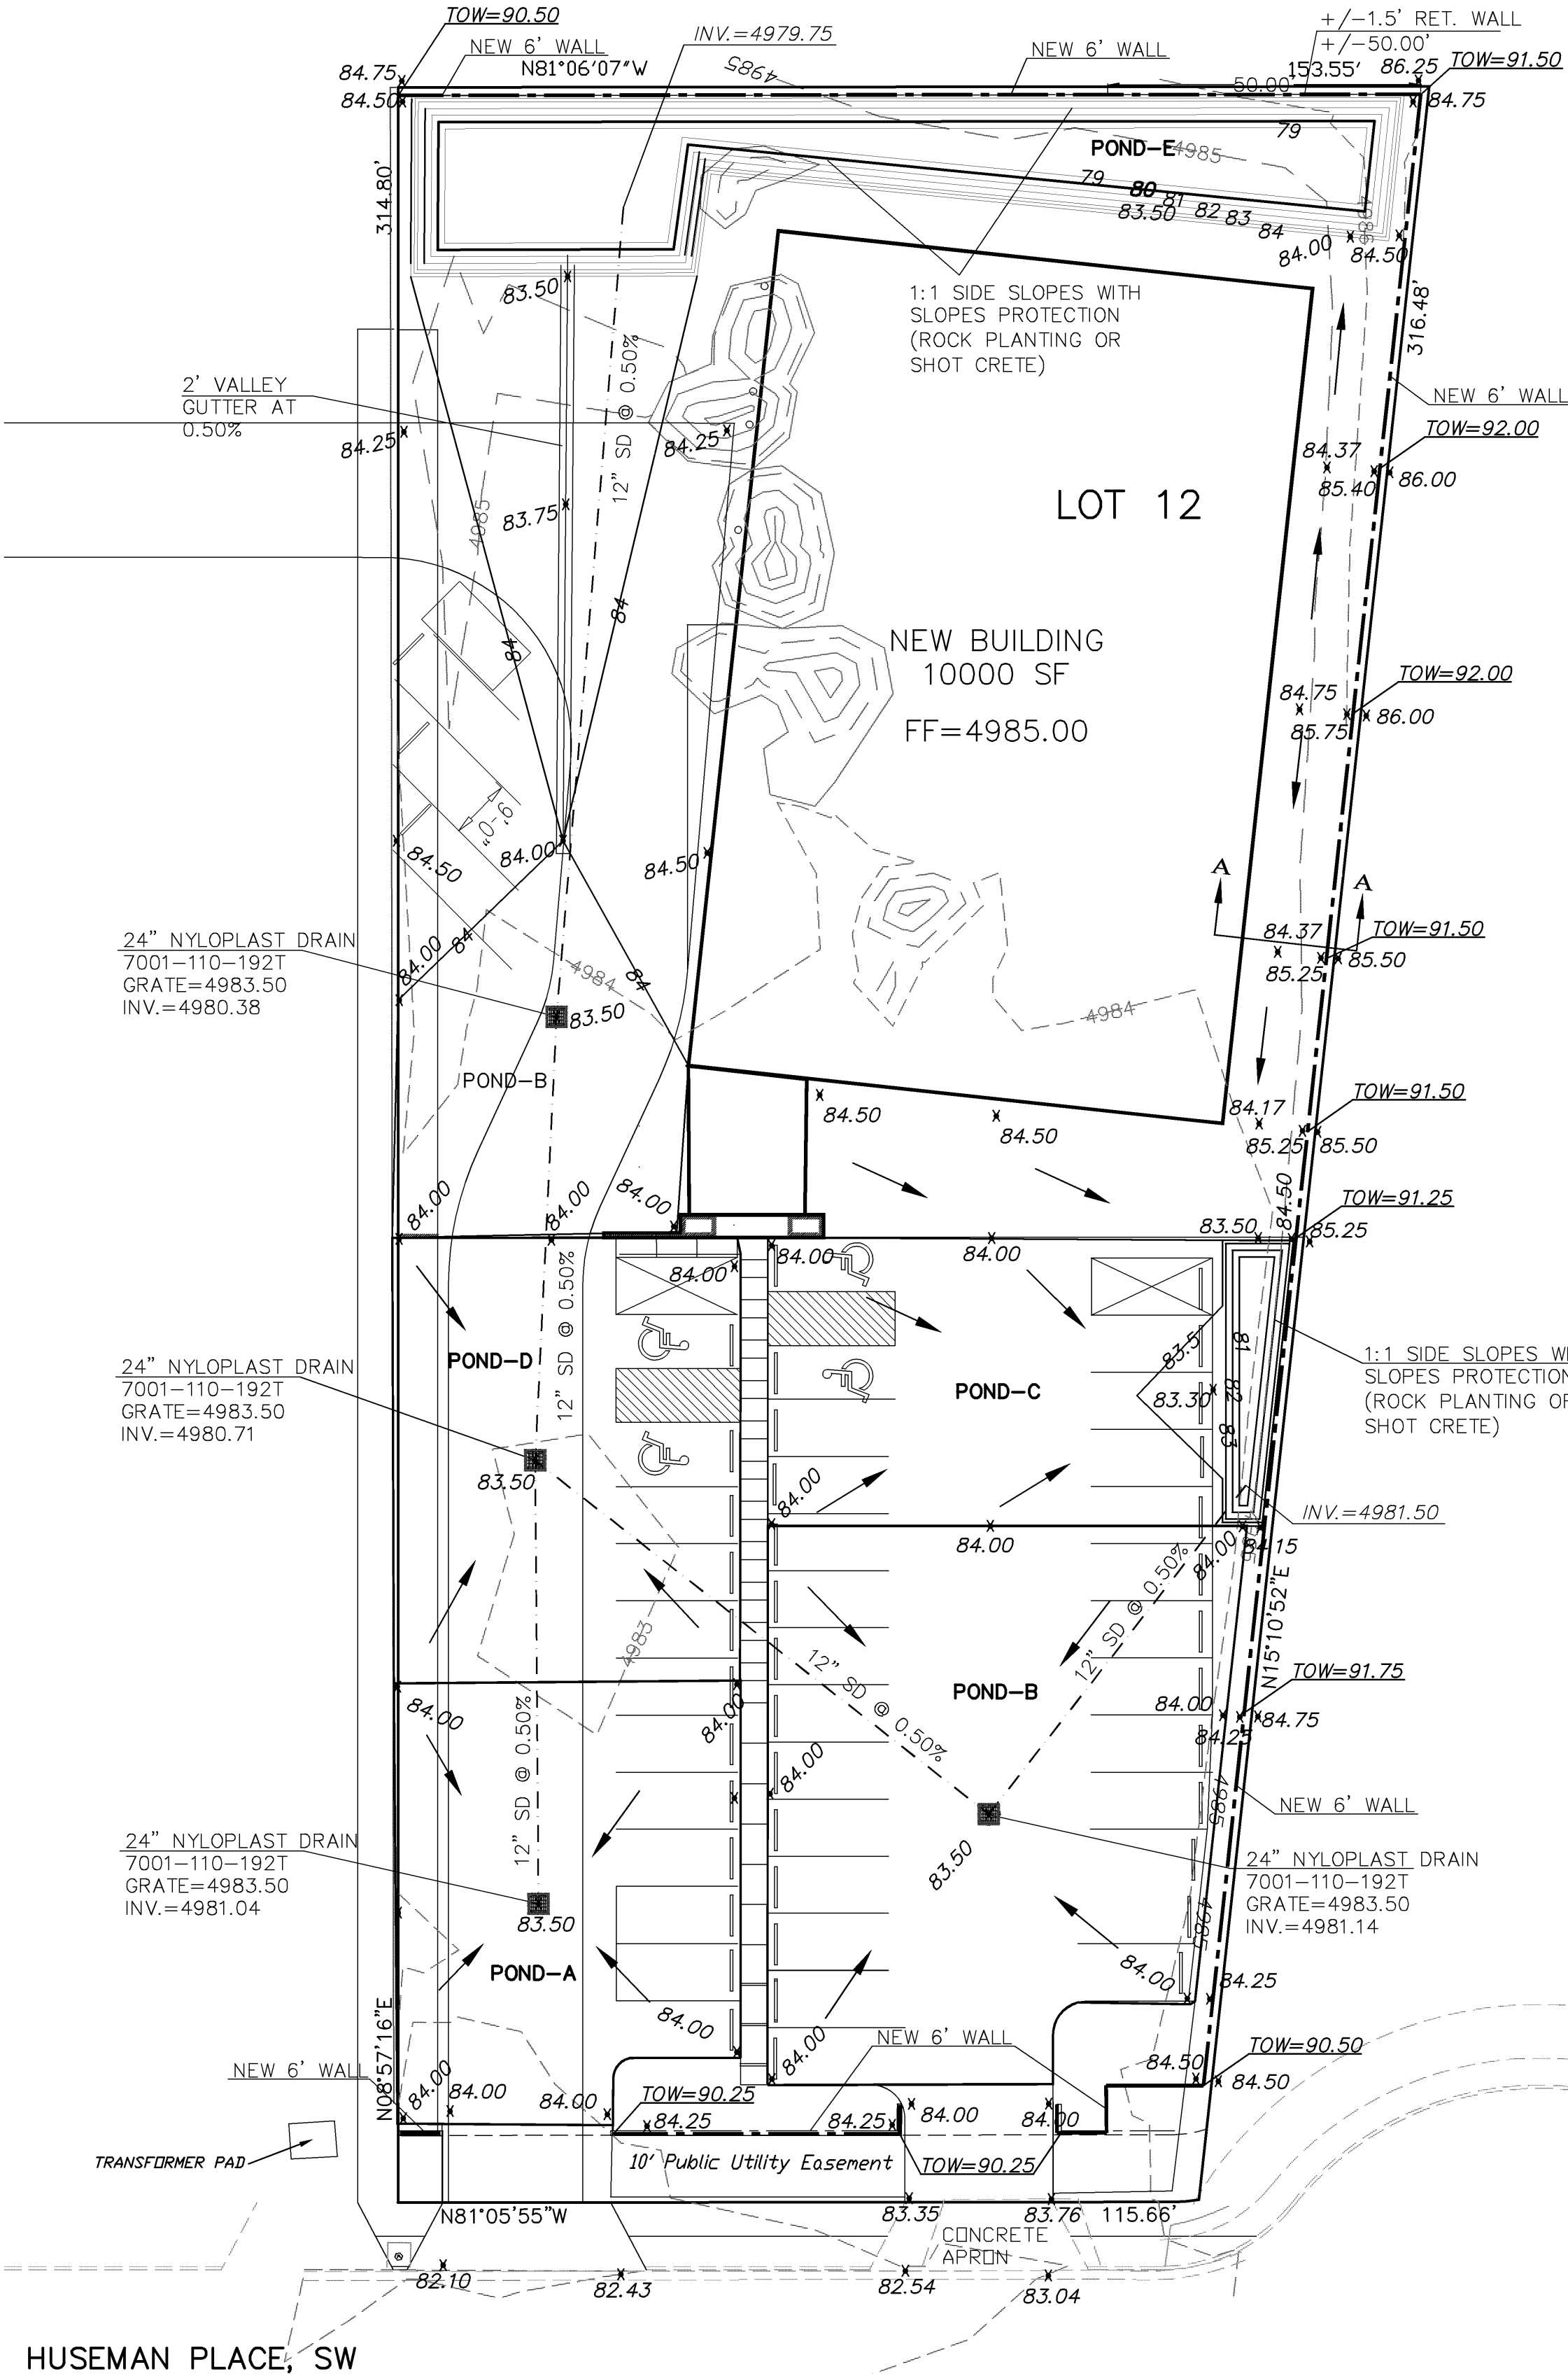 TOW=90.50
+/-1.5' RET. WALL
+/-50.00'
INV.=4979.75
NEW 6' WALL
NEW 6' WALL
N81°06'07"W
4985
153.55'
86.25
TOW=91.50
84.75
50.00'
84.50
84.75
79
POND-E
4985
314.80'
79
80
81
82
83
84
83.50
84.00
84.50
4986
83.50
1:1 SIDE SLOPES WITH
SLOPES PROTECTION
(ROCK PLANTING OR
SHOT CRETE)
316.48'
12" SD @ 0.50%
2' VALLEY
GUTTER AT
0.50%
NEW 6' WALL
84.25
84.25
TOW=92.00
84.37
85.40
86.00
LOT 12
4985
83.75
84
84
NEW BUILDING
10000 SF
FF=4985.00
TOW=92.00
84.75
85.75
86.00
9'-0"
84.50
84.00
84.50
A
A
24" NYLOPLAST DRAIN
7001-110-192T
GRATE=4983.50
INV.=4980.38
84.00
84
84
4984
83.50
TOW=91.50
84.37
85.25
85.50
4984
POND-B
84.50
84.50
TOW=91.50
84.17
85.25
85.50
84.00
84.00
84.00
84.50
TOW=91.25
83.50
85.25
84.00
84.00
84.00
12" SD @ 0.50%
24" NYLOPLAST DRAIN
7001-110-192T
GRATE=4983.50
INV.=4980.71
POND-D
POND-C
83.5
81
82
83
83.30
1:1 SIDE SLOPES WI
SLOPES PROTECTION
(ROCK PLANTING OR
SHOT CRETE)
83.50
84.00
INV.=4981.50
84.00
84.00
84.15
4983
12" SD @ 0.50%
12" SD @ 0.50%
N15°10'52"E
POND-B
TOW=91.75
84.00
84.00
84.00
84.00
84.25
84.75
12" SD @ 0.50%
4985
NEW 6' WALL
24" NYLOPLAST DRAIN
7001-110-192T
GRATE=4983.50
INV.=4981.04
83.50
83.50
24" NYLOPLAST DRAIN
7001-110-192T
GRATE=4983.50
INV.=4981.14
4985
POND-A
84.00
84.25
84.00
84.00
N08°57'16"E
NEW 6' WALL
NEW 6' WALL
TOW=90.50
84.50
84.50
84.00
84.00
84.00
TOW=90.25
84.25
84.25
84.00
84.00
TRANSFORMER PAD
10' Public Utility Easement
TOW=90.25
N81°05'55"W
83.35
83.76
115.66'
CONCRETE
APRON
82.10
82.43
82.54
83.04
HUSEMAN PLACE, SW